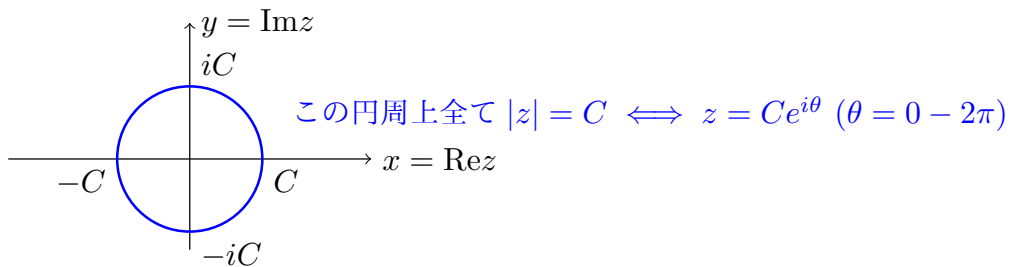 y = Imz
iC
この円周上全て |z| = C ⟺ z = Ce^{iθ} (θ = 0 − 2π)
x = Rez
−C
C
−iC